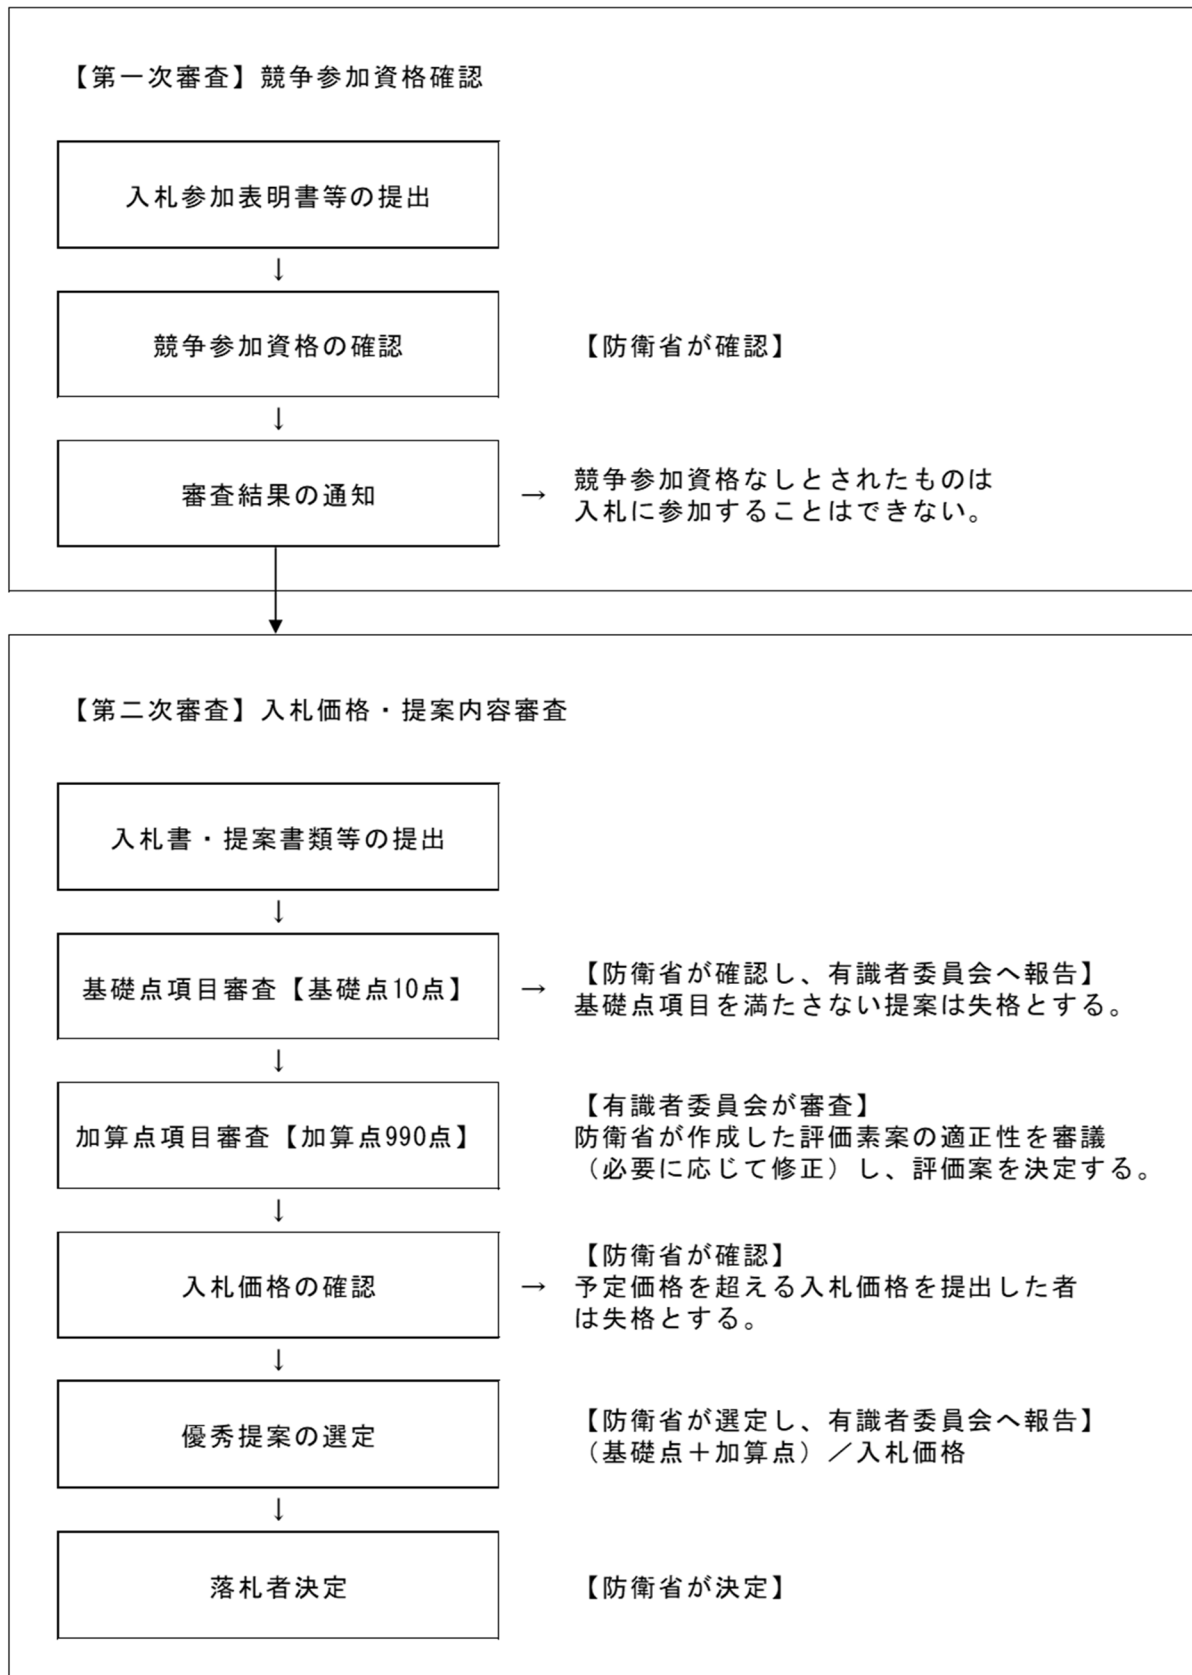 【第一次審査】競争参加資格確認
入札参加表明書等の提出
↓
競争参加資格の確認
【防衛省が確認】
↓
審査結果の通知
→
競争参加資格なしとされたものは
入札に参加することはできない。
【第二次審査】入札価格・提案内容審査
入札書・提案書類等の提出
↓
基礎点項目審査【基礎点10点】
→
【防衛省が確認し、有識者委員会へ報告】
基礎点項目を満たさない提案は失格とする。
↓
加算点項目審査【加算点990点】
【有識者委員会が審査】
防衛省が作成した評価素案の適正性を審議
（必要に応じて修正）し、評価案を決定する。
↓
入札価格の確認
→
【防衛省が確認】
予定価格を超える入札価格を提出した者
は失格とする。
↓
優秀提案の選定
【防衛省が選定し、有識者委員会へ報告】
（基礎点＋加算点）／入札価格
↓
落札者決定
【防衛省が決定】